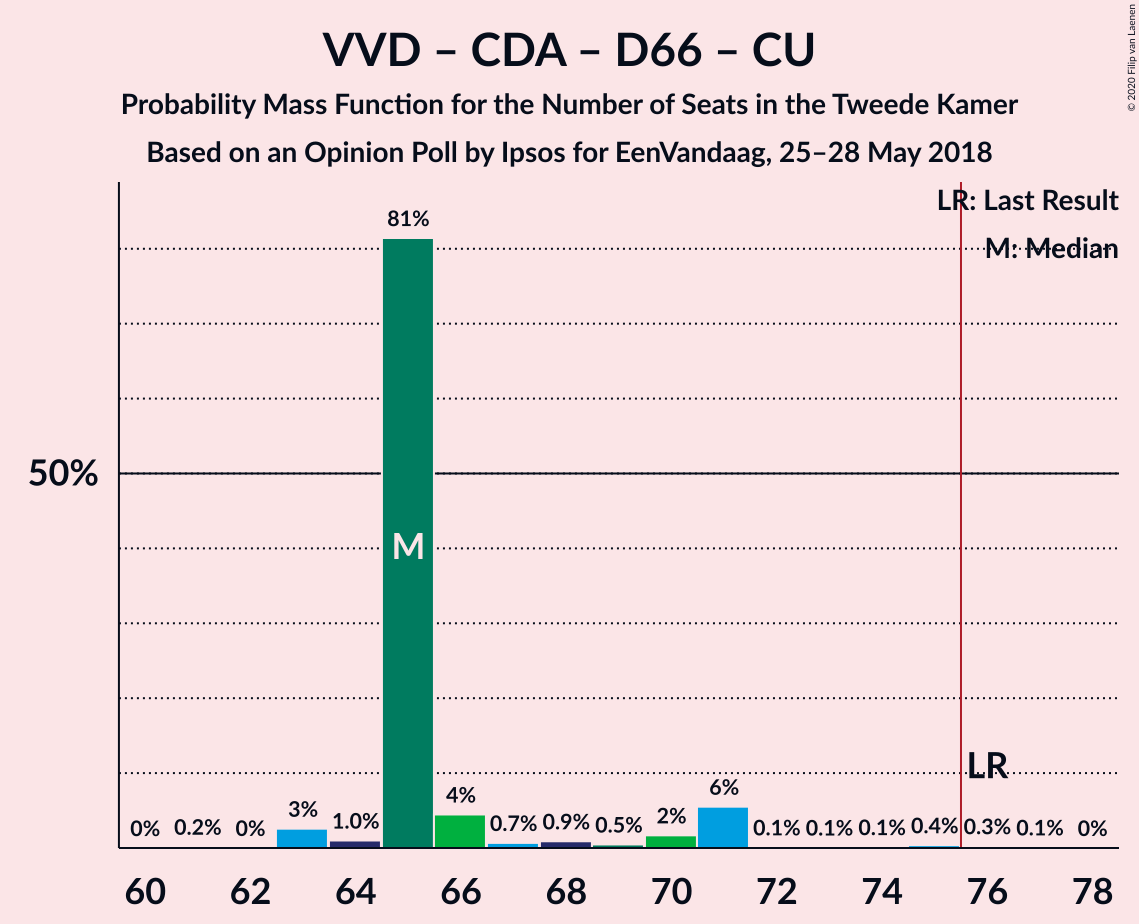 VVD – CDA – D66 – CU
Probability Mass Function for the Number of Seats in the Tweede Kamer
Based on an Opinion Poll by Ipsos for EenVandaag, 25–28 May 2018
© 2020 Filip van Laenen
LR: Last Result
M: Median
50%
81%
M
LR
0% 0.2% 0% 3% 1.0% 4% 0.7% 0.9% 0.5% 2% 6% 0.1% 0.1% 0.1% 0.4% 0.3% 0.1% 0%
60 62 64 66 68 70 72 74 76 78